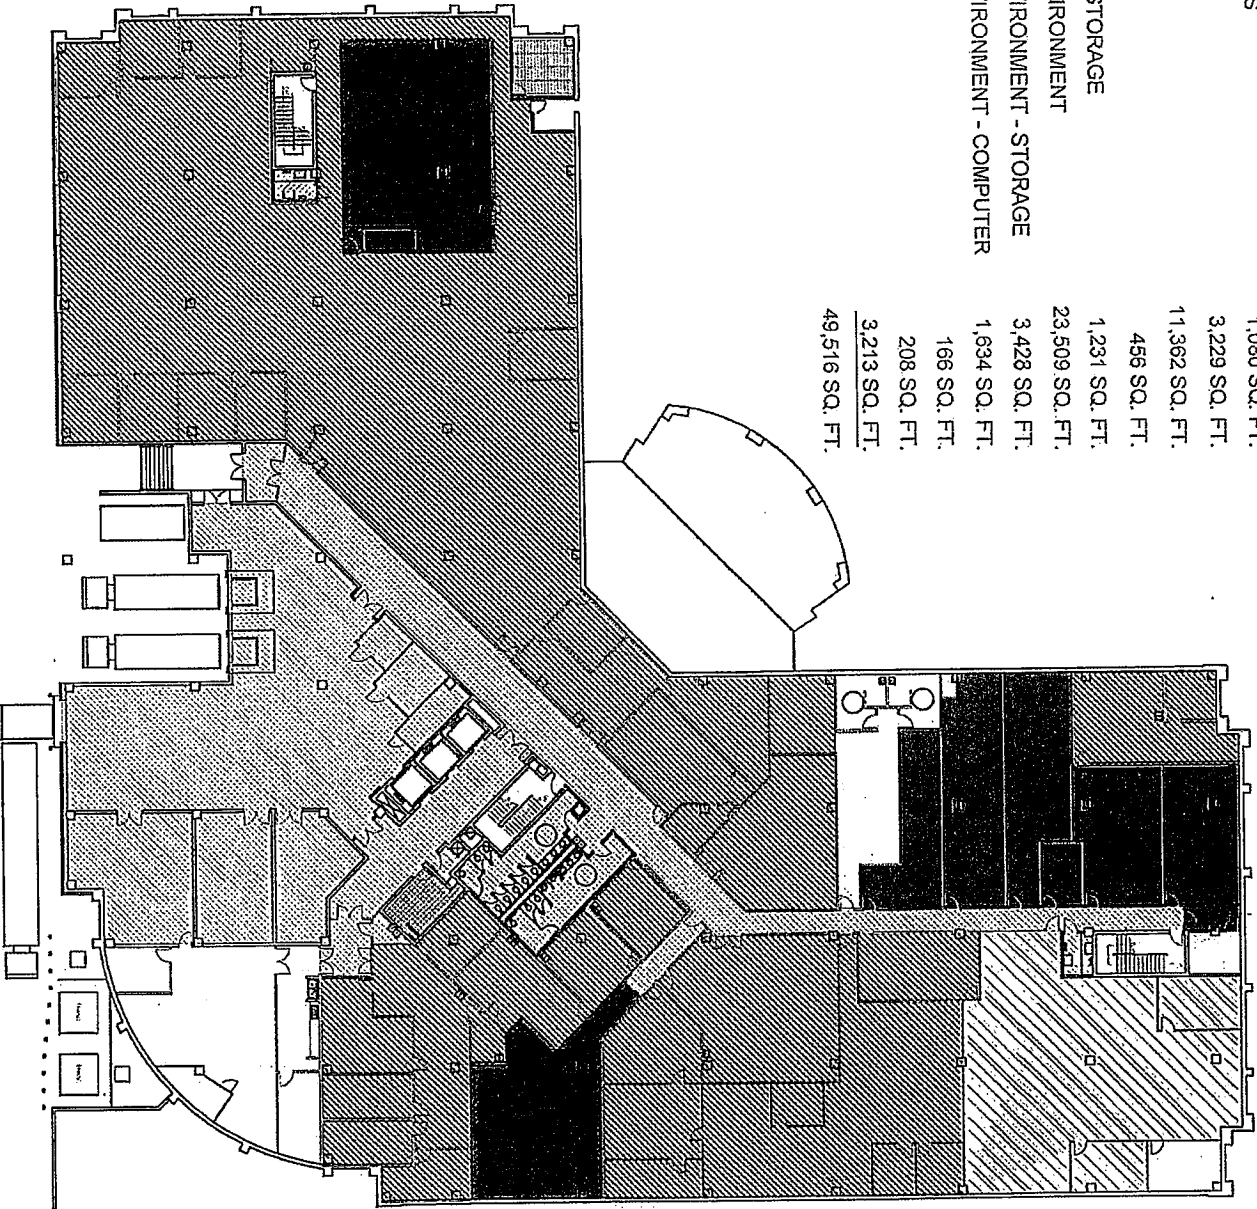 STORAGE
IRONMENT
IRONMENT - STORAGE
IRONMENT - COMPUTER
3,229 SQ. FT.
11,362 SQ. FT.
456 SQ. FT.
1,231 SQ. FT.
23,509 SQ. FT.
3,428 SQ. FT.
1,634 SQ. FT.
166 SQ. FT.
208 SQ. FT.
3,213 SQ. FT.
49,516 SQ. FT.